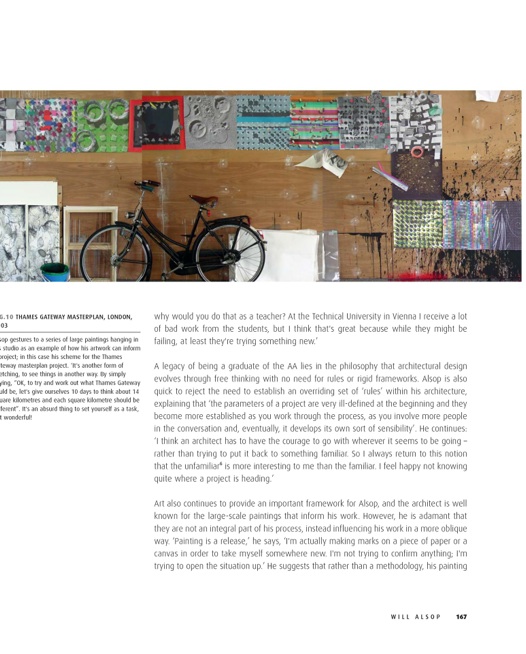 G.10 THAMES GATEWAY MASTERPLAN, LONDON,
-03
sop gestures to a series of large paintings hanging in
studio as an example of how his artwork can inform
project; in this case his scheme for the Thames
teway masterplan project. 'It's another form of
etching, to see things in another way. By simply
ying, "OK, to try and work out what Thames Gateway
uld be, let's give ourselves 10 days to think about 14
uare kilometres and each square kilometre should be
fferent". It's an absurd thing to set yourself as a task,
t wonderful!
why would you do that as a teacher? At the Technical University in Vienna I receive a lot
of bad work from the students, but I think that's great because while they might be
failing, at least they're trying something new.'
A legacy of being a graduate of the AA lies in the philosophy that architectural design
evolves through free thinking with no need for rules or rigid frameworks. Alsop is also
quick to reject the need to establish an overriding set of 'rules' within his architecture,
explaining that 'the parameters of a project are very ill-defined at the beginning and they
become more established as you work through the process, as you involve more people
in the conversation and, eventually, it develops its own sort of sensibility'. He continues:
'I think an architect has to have the courage to go with wherever it seems to be going –
rather than trying to put it back to something familiar. So I always return to this notion
that the unfamiliar⁶ is more interesting to me than the familiar. I feel happy not knowing
quite where a project is heading.'
Art also continues to provide an important framework for Alsop, and the architect is well
known for the large-scale paintings that inform his work. However, he is adamant that
they are not an integral part of his process, instead influencing his work in a more oblique
way. 'Painting is a release,' he says, 'I'm actually making marks on a piece of paper or a
canvas in order to take myself somewhere new. I'm not trying to confirm anything; I'm
trying to open the situation up.' He suggests that rather than a methodology, his painting
WILL ALSOP 167